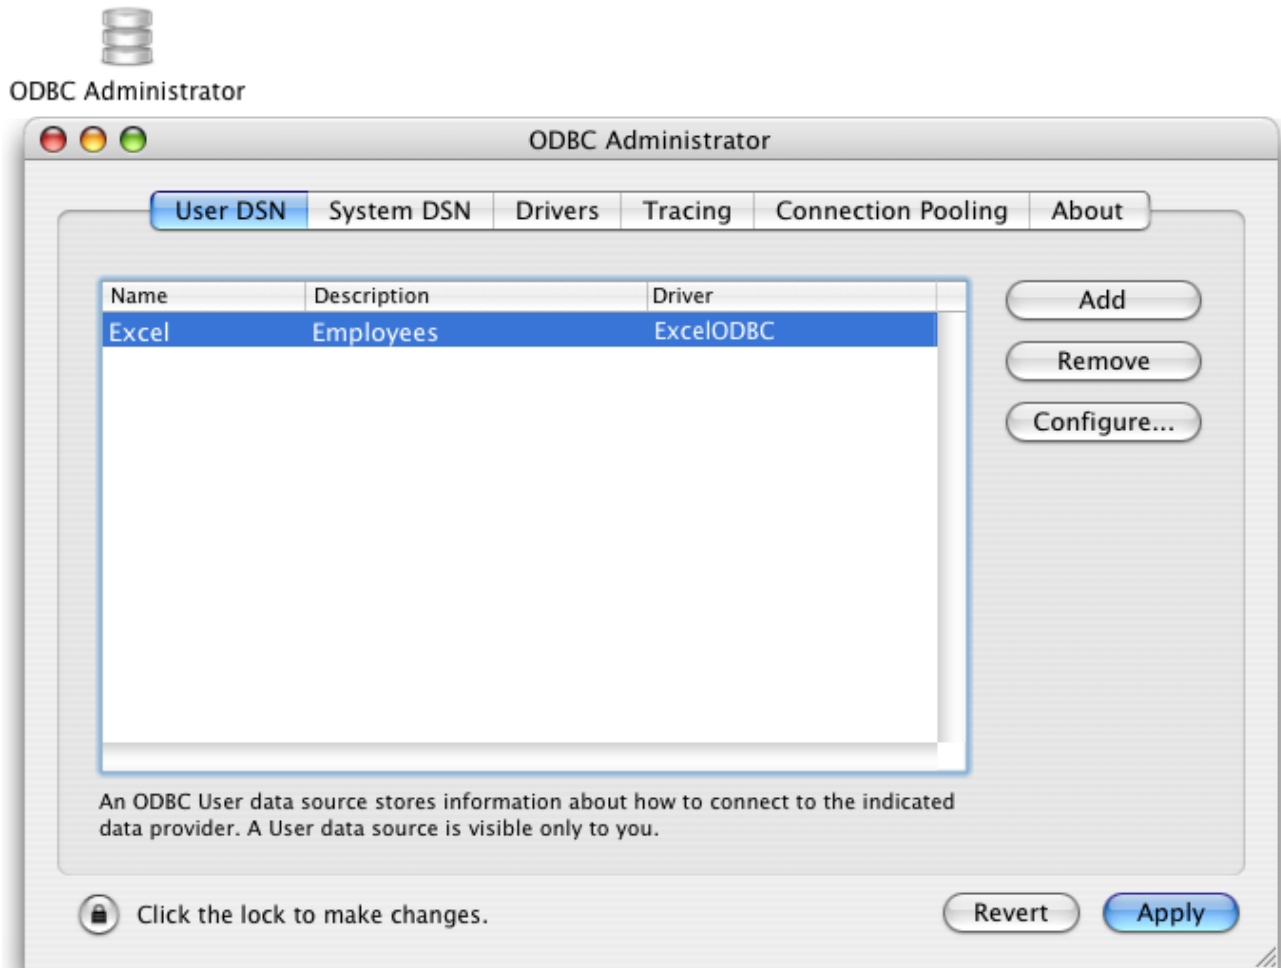 ODBC Administrator
ODBC Administrator
User DSN System DSN Drivers Tracing Connection Pooling About
Name Description Driver
Excel Employees ExcelODBC
Add
Remove
Configure...
An ODBC User data source stores information about how to connect to the indicated
data provider. A User data source is visible only to you.
Click the lock to make changes.
Revert Apply